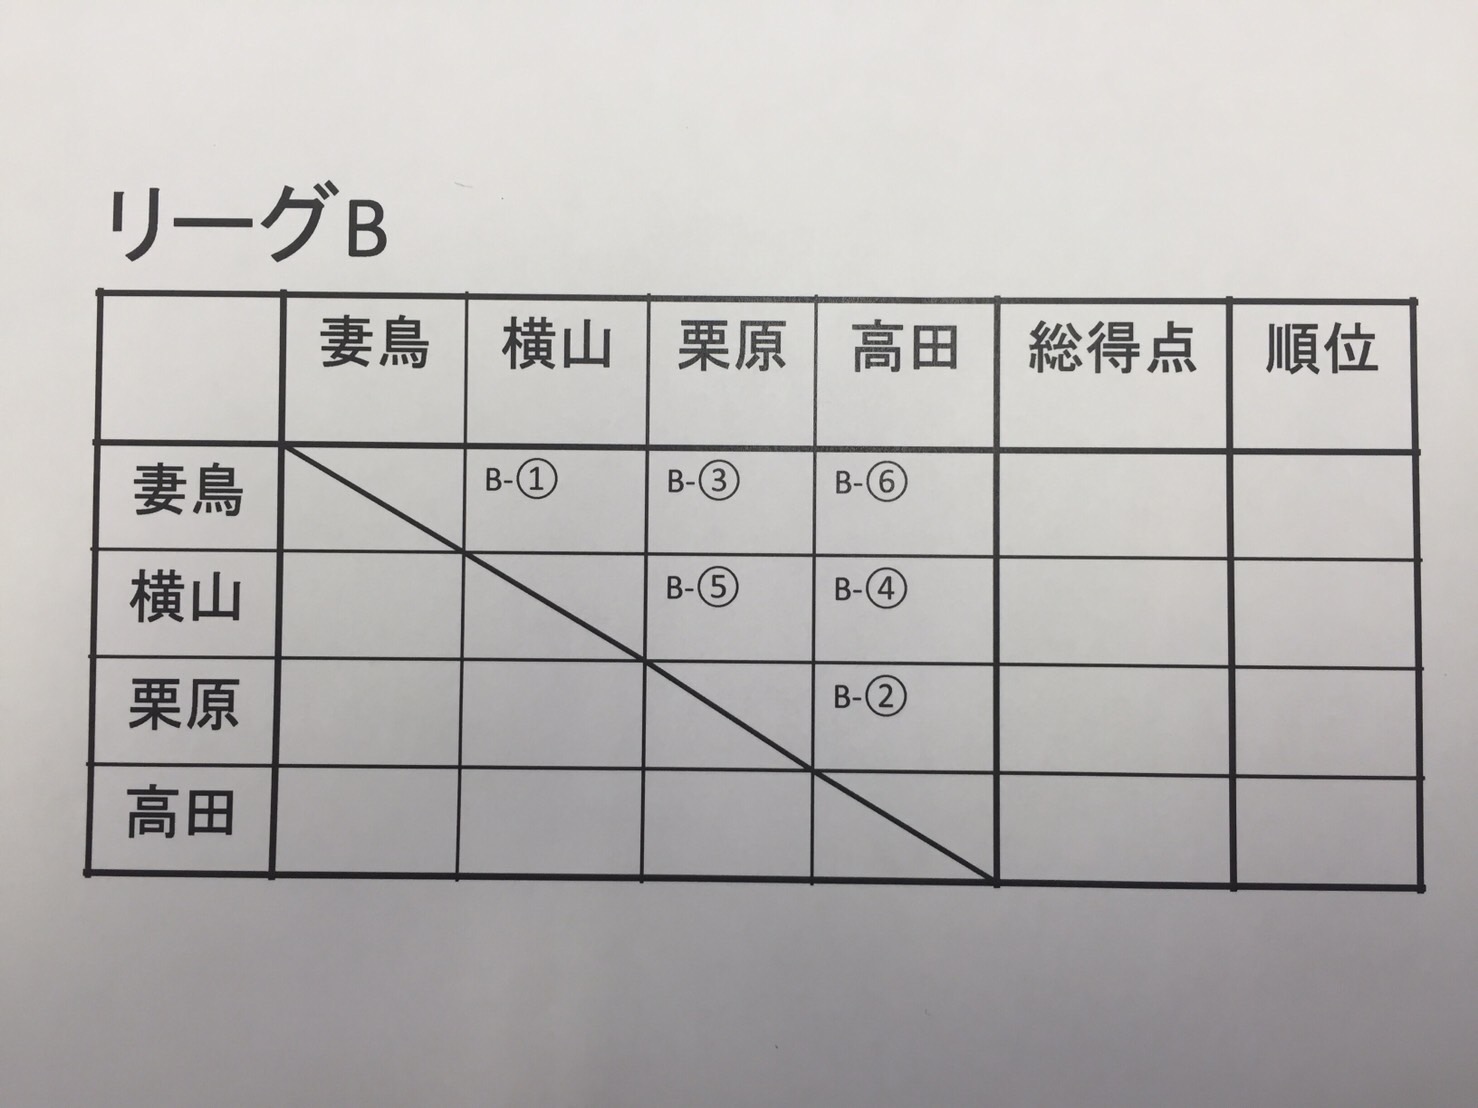 リーグB
妻鳥 横山 栗原 高田 総得点 順位
妻鳥 B-① B-③ B-⑥
横山 B-⑤ B-④
栗原 B-②
高田